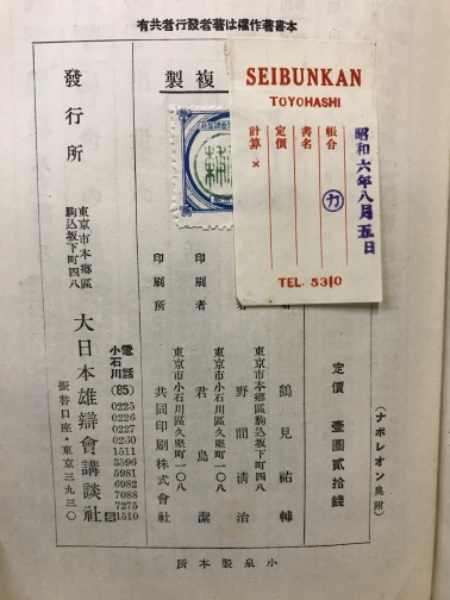 本書著作權は著者發行者共有
SEIBUNKAN
TOYOHASHI
昭和六年八月五日
帳合 カ
書名
定價
計算 ×
TEL. 5310
(ナポレオン奥附)
定價 壹圓貳拾錢
鶴見祐輔
東京市本鄕區駒込坂下町四八
野間淸治
東京市小石川區久堅町一〇八
印刷者 君島潔
東京市小石川區久堅町一〇八
印刷所 共同印刷株式會社
複製
發行所
東京市本鄕區
駒込坂下町四八
大日本雄辯會講談社
電話
小石川
(85)
0225
0226
0227
0260
1511
3596
5981
6982
7088
7275
1510
振替口座・東京三九三〇
小泉製本所